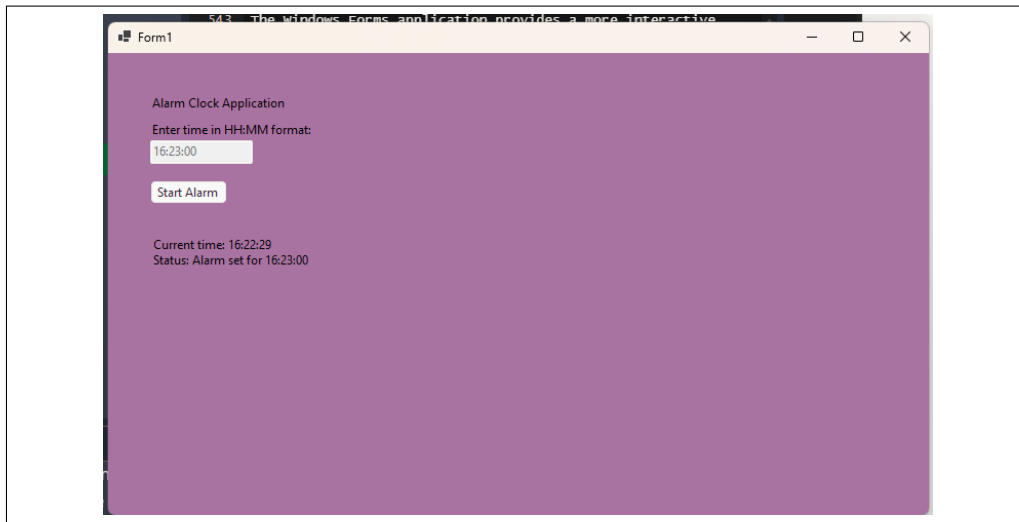 543 The Windows Forms application provides a more interactive
Form1
Alarm Clock Application
Enter time in HH:MM format:
16:23:00
Start Alarm
Current time: 16:22:29
Status: Alarm set for 16:23:00